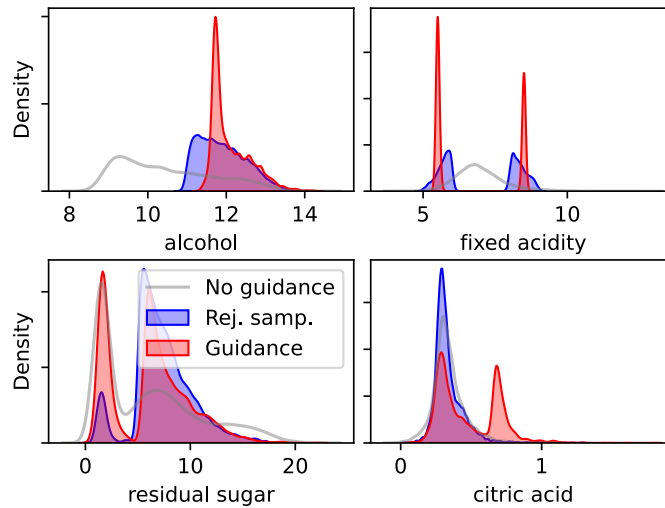 Density
8 10 12 14
alcohol
5 10
fixed acidity
Density
No guidance
Rej. samp.
Guidance
0 10 20
residual sugar
0 1
citric acid